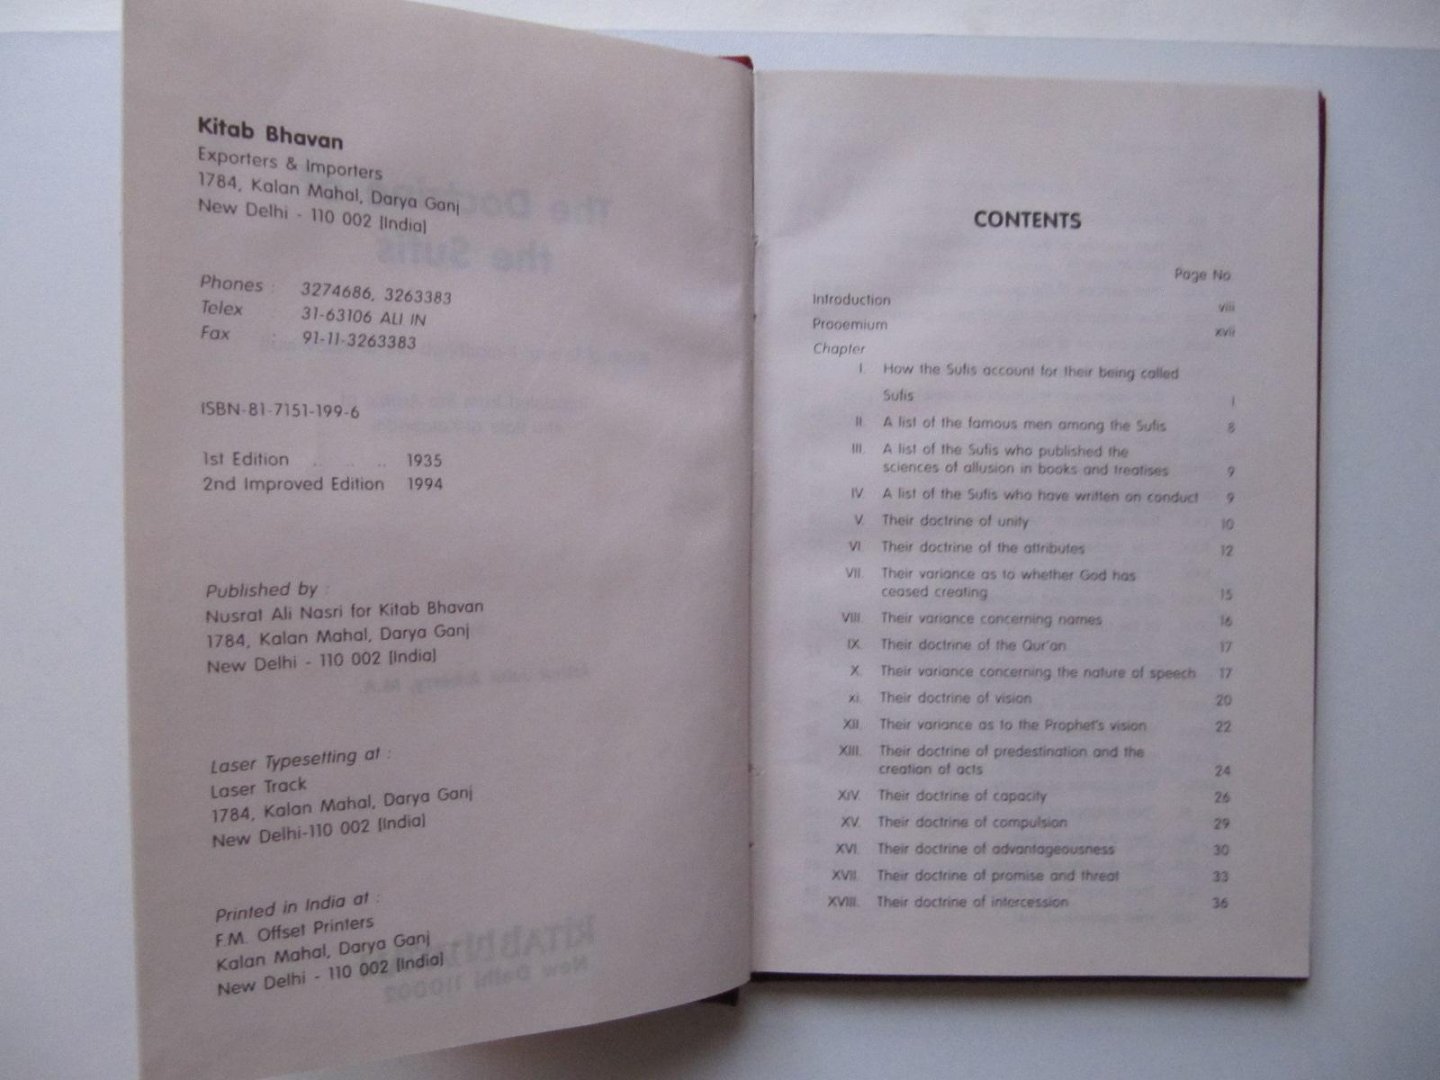 Kitab Bhavan
Exporters & Importers
1784, Kalan Mahal, Darya Ganj
New Delhi - 110 002 [India]
Phones : 3274686, 3263383
Telex 31-63106 ALI IN
Fax : 91-11-3263383
ISBN-81-7151-199-6
1st Edition .. .. .. 1935
2nd Improved Edition 1994
Published by :
Nusrat Ali Nasri for Kitab Bhavan
1784, Kalan Mahal, Darya Ganj
New Delhi - 110 002 [India]
Laser Typesetting at :
Laser Track
1784, Kalan Mahal, Darya Ganj
New Delhi-110 002 [India]
Printed in India at :
F.M. Offset Printers
Kalan Mahal, Darya Ganj
New Delhi - 110 002 [India]
CONTENTS
Page No.
Introduction viii
Prooemium xvii
Chapter
I. How the Sufis account for their being called
Sufis 1
II. A list of the famous men among the Sufis 8
III. A list of the Sufis who published the
sciences of allusion in books and treatises 9
IV. A list of the Sufis who have written on conduct 9
V. Their doctrine of unity 10
VI. Their doctrine of the attributes 12
VII. Their variance as to whether God has
ceased creating 15
VIII. Their variance concerning names 16
IX. Their doctrine of the Qur'an 17
X. Their variance concerning the nature of speech 17
xi. Their doctrine of vision 20
XII. Their variance as to the Prophet's vision 22
XIII. Their doctrine of predestination and the
creation of acts 24
XIV. Their doctrine of capacity 26
XV. Their doctrine of compulsion 29
XVI. Their doctrine of advantageousness 30
XVII. Their doctrine of promise and threat 33
XVIII. Their doctrine of intercession 36